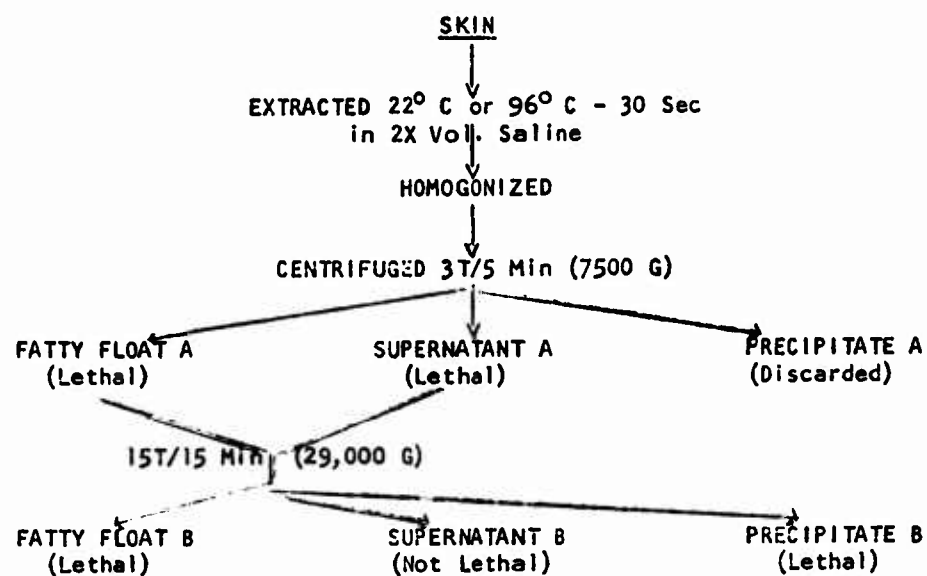 SKIN
EXTRACTED 22° C or 96° C - 30 Sec
in 2X Vol. Saline
HOMOGONIZED
CENTRIFUGED 3T/5 Min (7500 G)
FATTY FLOAT A SUPERNATANT A PRECIPITATE A
(Lethal) (Lethal) (Discarded)
15T/15 Min (29,000 G)
FATTY FLOAT B SUPERNATANT B PRECIPITATE B
(Lethal) (Not Lethal) (Lethal)